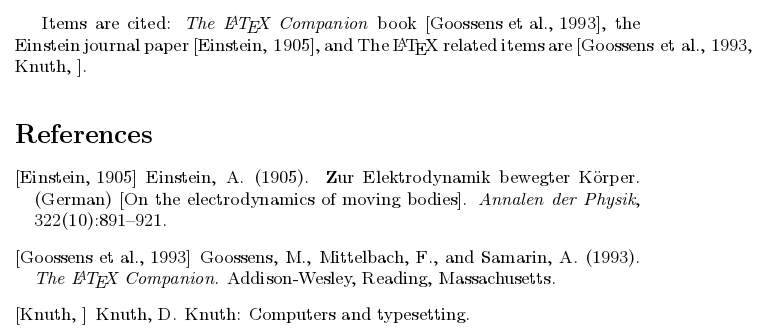 Items are cited: The LATEX Companion book [Goossens et al., 1993], the
Einstein journal paper [Einstein, 1905], and The LATEX related items are [Goossens et al., 1993,
Knuth, ].
References
[Einstein, 1905] Einstein, A. (1905). Zur Elektrodynamik bewegter Körper.
(German) [On the electrodynamics of moving bodies]. Annalen der Physik,
322(10):891–921.
[Goossens et al., 1993] Goossens, M., Mittelbach, F., and Samarin, A. (1993).
The LATEX Companion. Addison-Wesley, Reading, Massachusetts.
[Knuth, ] Knuth, D. Knuth: Computers and typesetting.